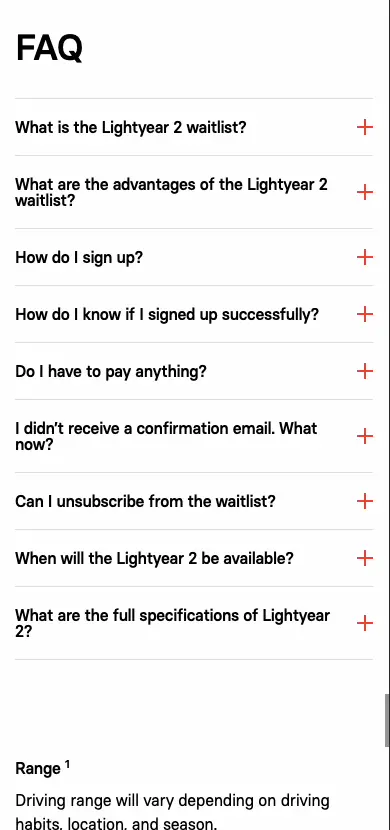 FAQ
What is the Lightyear 2 waitlist?
What are the advantages of the Lightyear 2
waitlist?
How do I sign up?
How do I know if I signed up successfully?
Do I have to pay anything?
I didn’t receive a confirmation email. What
now?
Can I unsubscribe from the waitlist?
When will the Lightyear 2 be available?
What are the full specifications of Lightyear
2?
Range ¹
Driving range will vary depending on driving
habits, location, and season.